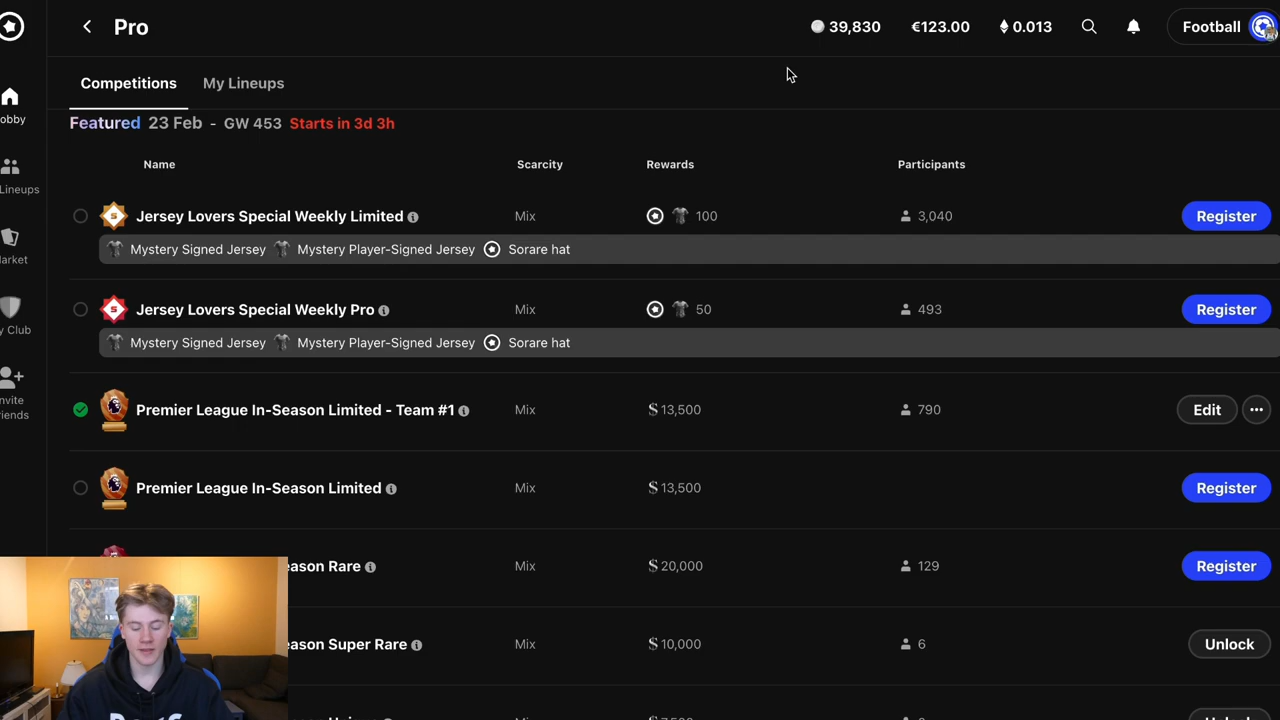 Pro
39,830 €123.00 0.013 Football
Competitions My Lineups
Featured 23 Feb - GW 453 Starts in 3d 3h
Name Scarcity Rewards Participants
S Jersey Lovers Special Weekly Limited Mix 100 3,040 Register
Mystery Signed Jersey Mystery Player-Signed Jersey Sorare hat
S Jersey Lovers Special Weekly Pro Mix 50 493 Register
Mystery Signed Jersey Mystery Player-Signed Jersey Sorare hat
Premier League In-Season Limited - Team #1 Mix $ 13,500 790 Edit
Premier League In-Season Limited Mix $ 13,500 Register
eason Rare Mix $ 20,000 129 Register
eason Super Rare Mix $ 10,000 6 Unlock
obby
Lineups
arket
y Club
nvite
riends